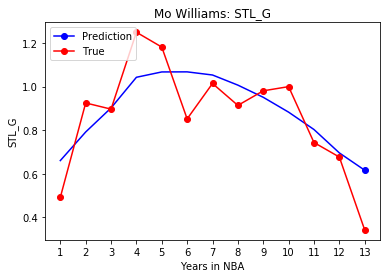 Mo Williams: STL_G
Prediction
True
1.2
1.0
0.8
0.6
0.4
STL_G
1 2 3 4 5 6 7 8 9 10 11 12 13
Years in NBA